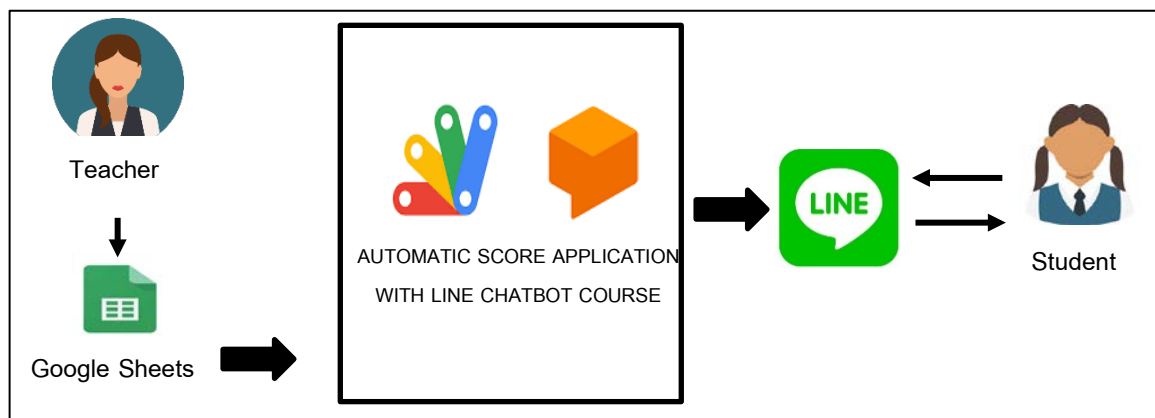 Teacher
Google Sheets
AUTOMATIC SCORE APPLICATION
WITH LINE CHATBOT COURSE
LINE
Student